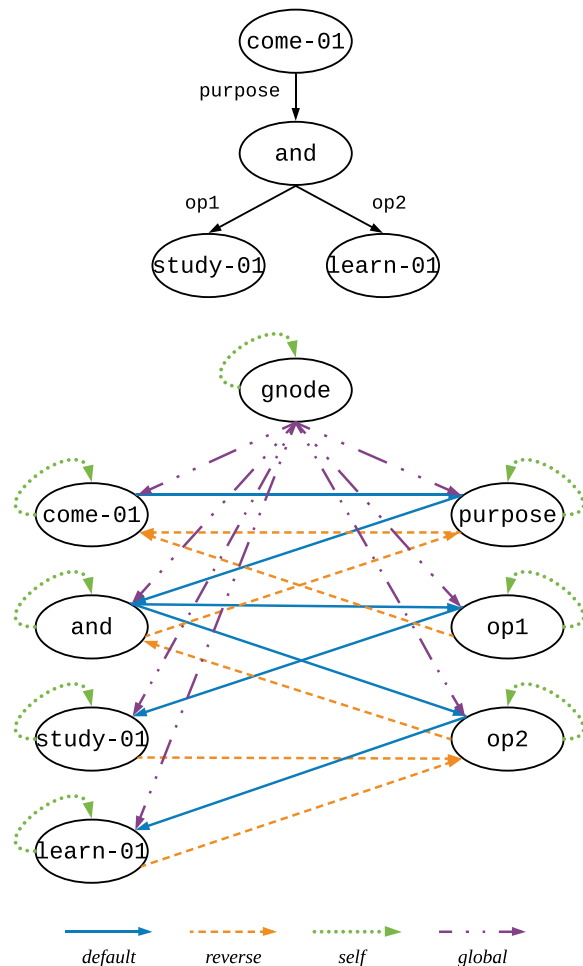 come-01
purpose
and
op1 op2
study-01 learn-01
gnode
come-01 purpose
and op1
study-01 op2
learn-01
default reverse self global